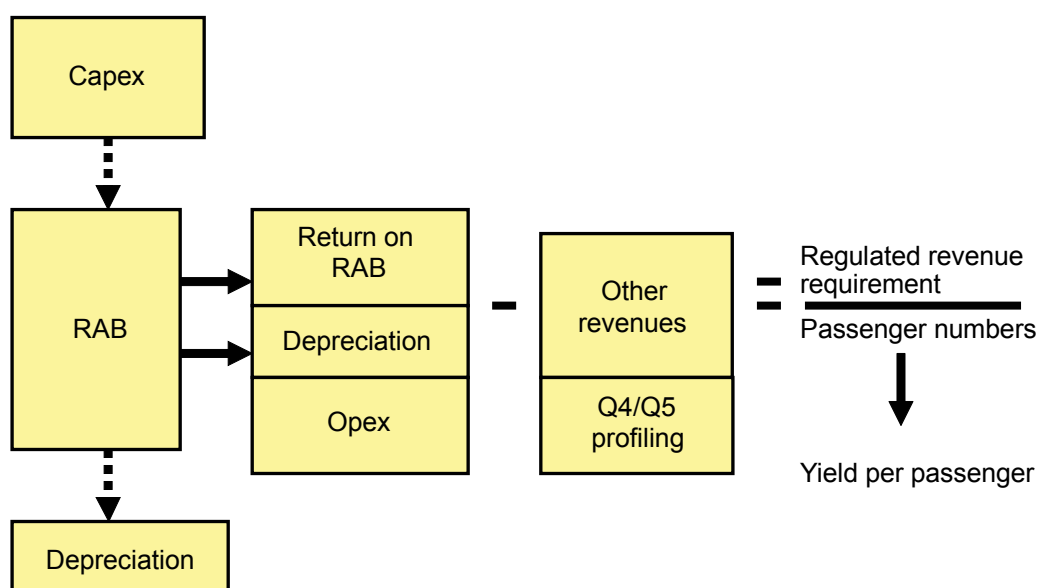 Capex
RAB
Return on
RAB
Depreciation
Opex
Other
revenues
Q4/Q5
profiling
Regulated revenue
requirement
Passenger numbers
Yield per passenger
Depreciation